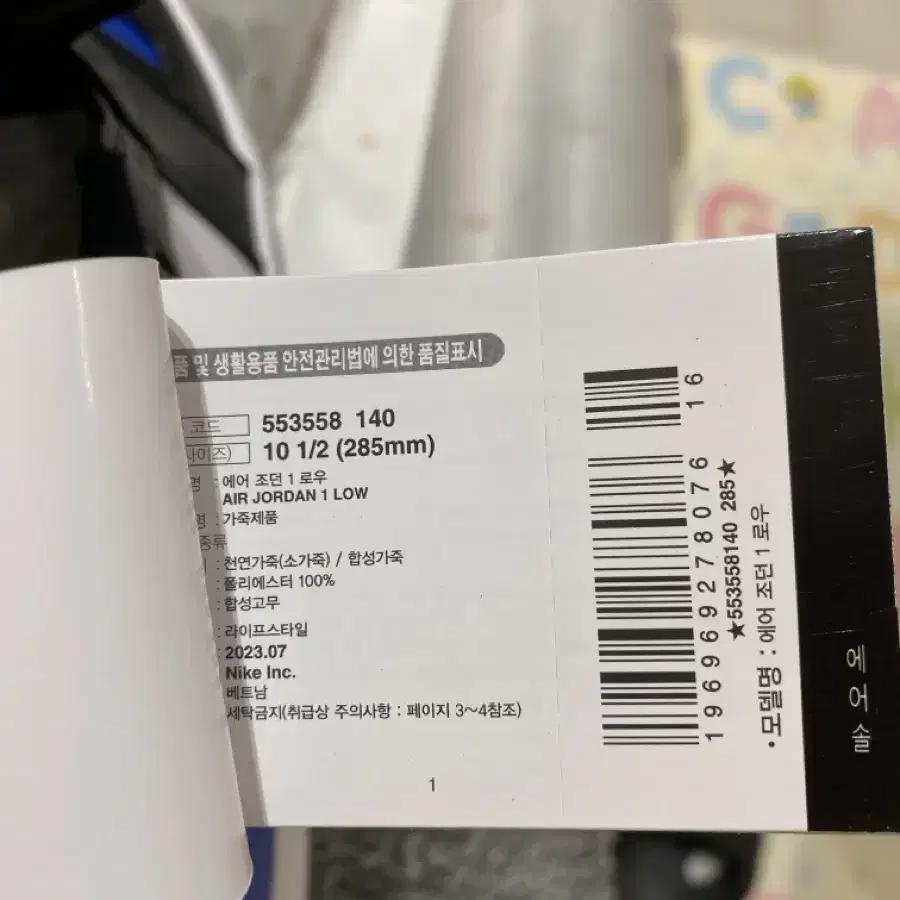 품 및 생활용품 안전관리법에 의한 품질표시
코드 553558 140
사이즈) 10 1/2 (285mm)
명 : 에어 조던 1 로우
AIR JORDAN 1 LOW
명 : 가죽제품
종류
: 천연가죽(소가죽) / 합성가죽
: 폴리에스터 100%
: 합성고무
: 라이프스타일
: 2023.07
Nike Inc.
: 베트남
세탁금지(취급상 주의사항 : 페이지 3~4참조)
1
16
196969278076
★553558140 285★
·모델명 : 에어 조던 1 로우
에어 솔
C
G